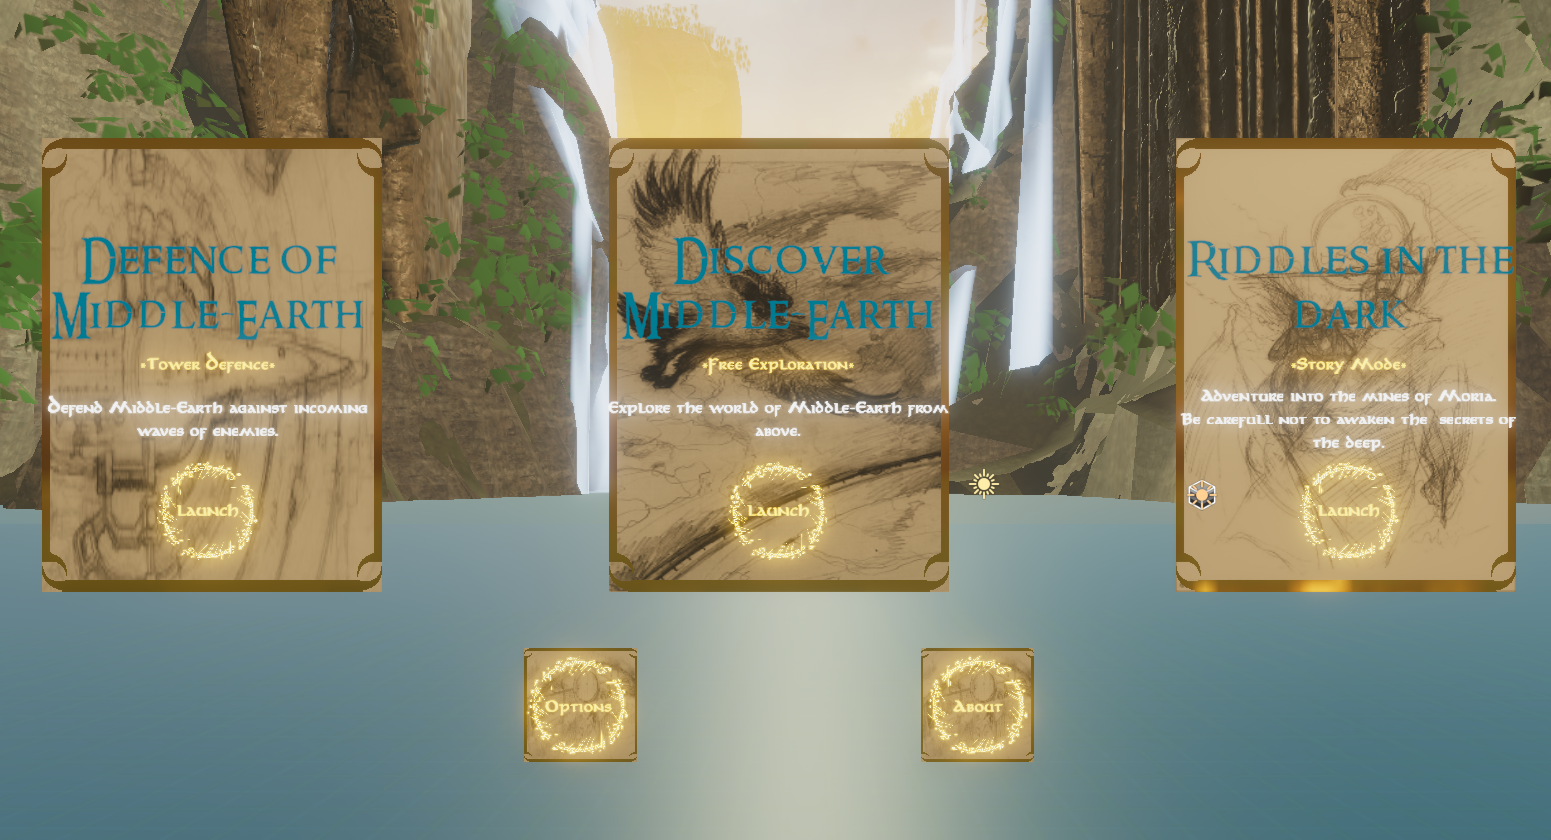 Defence of
Middle-Earth
•Tower Defence•
Defend Middle-Earth against incoming
waves of enemies.
Launch
Discover
Middle-Earth
•Free Exploration•
Explore the world of Middle-Earth from
above.
Launch
Riddles in the
dark
•Story Mode•
Adventure into the mines of Moria.
Be carefull not to awaken the secrets of
the deep.
Launch
Options
About